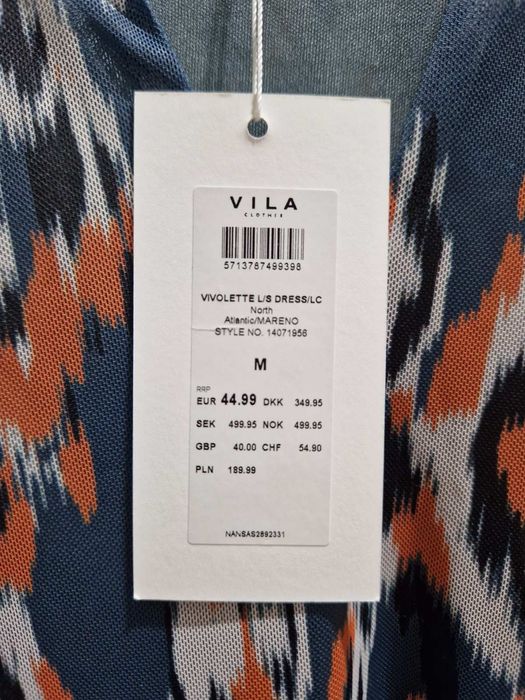 VILA
CLOTHES
5713787499398
VIVOLETTE L/S DRESS/LC
North
Atlantic/MARENO
STYLE NO. 14071956
M
RRP
EUR 44.99 DKK 349.95
SEK 499.95 NOK 499.95
GBP 40.00 CHF 54.90
PLN 189.99
NANSAS2892331